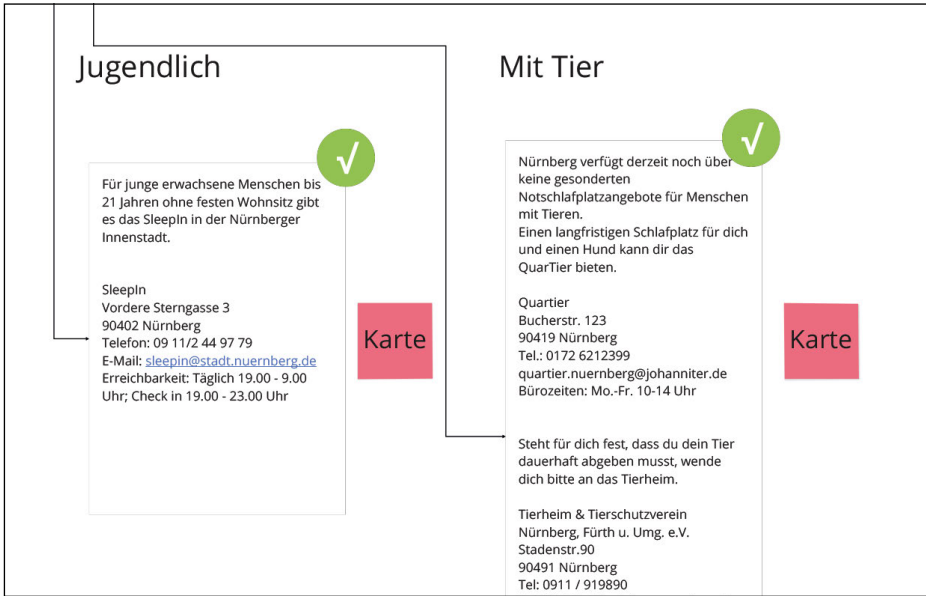 Jugendlich
√
Für junge erwachsene Menschen bis
21 Jahren ohne festen Wohnsitz gibt
es das SleepIn in der Nürnberger
Innenstadt.
SleepIn
Vordere Sterngasse 3
90402 Nürnberg
Telefon: 09 11/2 44 97 79
E-Mail: sleepin@stadt.nuernberg.de
Erreichbarkeit: Täglich 19.00 - 9.00
Uhr; Check in 19.00 - 23.00 Uhr
Karte
Mit Tier
√
Nürnberg verfügt derzeit noch über
keine gesonderten
Notschlafplatzangebote für Menschen
mit Tieren.
Einen langfristigen Schlafplatz für dich
und einen Hund kann dir das
QuarTier bieten.
Quartier
Bucherstr. 123
90419 Nürnberg
Tel.: 0172 6212399
quartier.nuernberg@johanniter.de
Bürozeiten: Mo.-Fr. 10-14 Uhr
Steht für dich fest, dass du dein Tier
dauerhaft abgeben musst, wende
dich bitte an das Tierheim.
Tierheim & Tierschutzverein
Nürnberg, Fürth u. Umg. e.V.
Stadenstr.90
90491 Nürnberg
Tel: 0911 / 919890
Karte